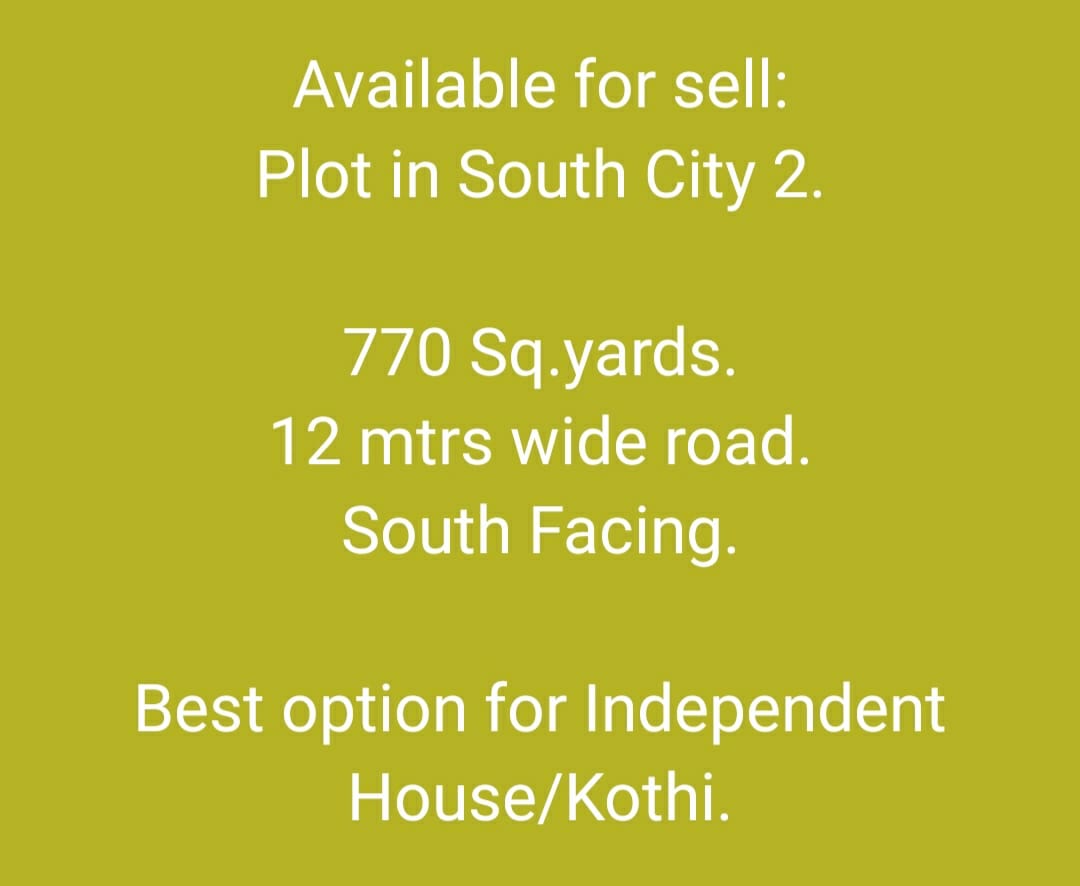 Available for sell:
Plot in South City 2.
770 Sq.yards.
12 mtrs wide road.
South Facing.
Best option for Independent
House/Kothi.